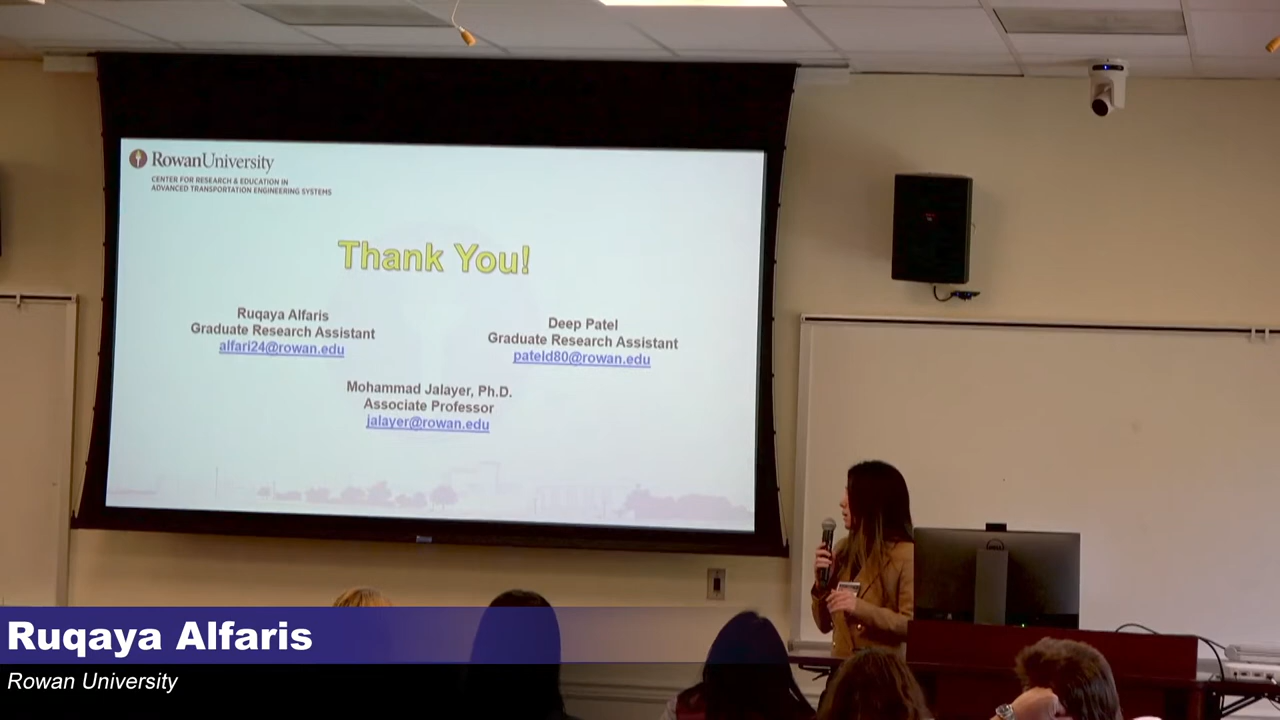 RowanUniversity
CENTER FOR RESEARCH & EDUCATION IN
ADVANCED TRANSPORTATION ENGINEERING SYSTEMS
Thank You!
Ruqaya Alfaris
Graduate Research Assistant
alfari24@rowan.edu
Deep Patel
Graduate Research Assistant
pateld80@rowan.edu
Mohammad Jalayer, Ph.D.
Associate Professor
jalayer@rowan.edu
Ruqaya Alfaris
Rowan University